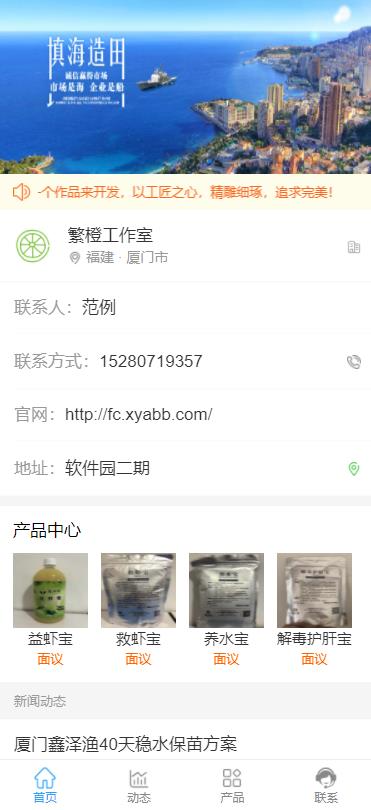 填海造田
诚信赢得市场
市场是海 企业是船
个作品来开发，以工匠之心，精雕细琢，追求完美！
繁橙工作室
福建 · 厦门市
联系人：范例
联系方式：15280719357
官网：http://fc.xyabb.com/
地址：软件园二期
产品中心
益虾宝 救虾宝 养水宝 解毒护肝宝
面议 面议 面议 面议
新闻动态
厦门鑫泽渔40天稳水保苗方案
首页 动态 产品 联系